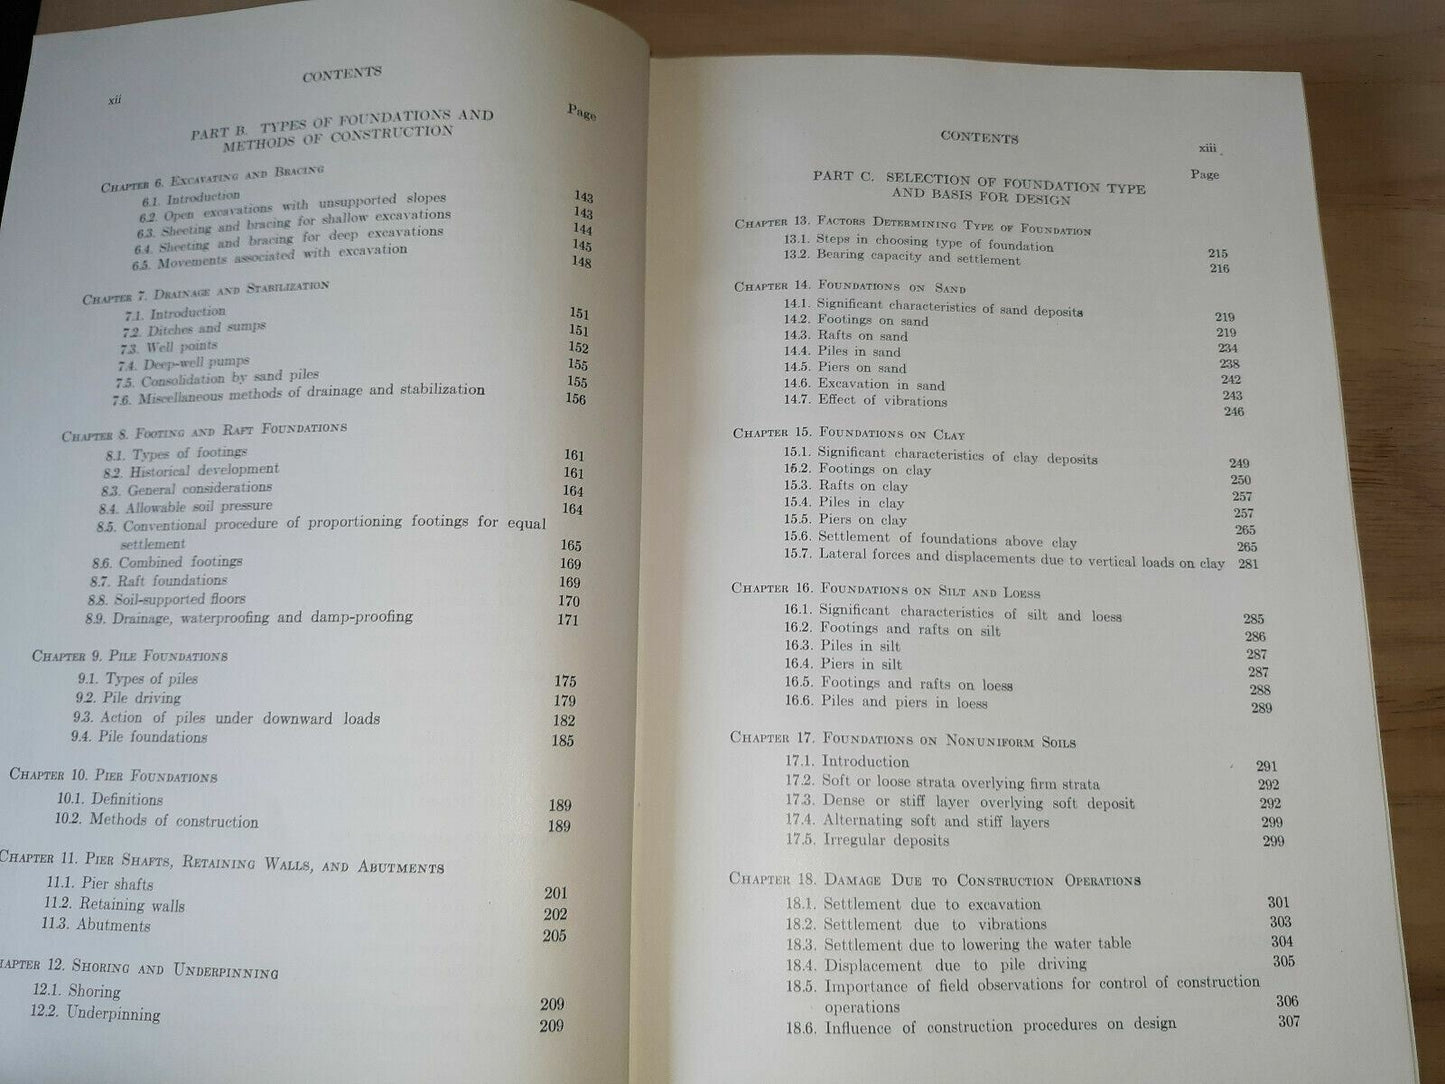 CONTENTS
xii
Page
PART B. TYPES OF FOUNDATIONS AND
METHODS OF CONSTRUCTION
CHAPTER 6. EXCAVATING AND BRACING
6.1. Introduction 143
6.2. Open excavations with unsupported slopes 143
6.3. Sheeting and bracing for shallow excavations 144
6.4. Sheeting and bracing for deep excavations 145
6.5. Movements associated with excavation 148
CHAPTER 7. DRAINAGE AND STABILIZATION
7.1. Introduction 151
7.2. Ditches and sumps 151
7.3. Well points 152
7.4. Deep-well pumps 155
7.5. Consolidation by sand piles 155
7.6. Miscellaneous methods of drainage and stabilization 156
CHAPTER 8. FOOTING AND RAFT FOUNDATIONS
8.1. Types of footings 161
8.2. Historical development 161
8.3. General considerations 164
8.4. Allowable soil pressure 164
8.5. Conventional procedure of proportioning footings for equal
settlement 165
8.6. Combined footings 169
8.7. Raft foundations 169
8.8. Soil-supported floors 170
8.9. Drainage, waterproofing and damp-proofing 171
CHAPTER 9. PILE FOUNDATIONS
9.1. Types of piles 175
9.2. Pile driving 179
9.3. Action of piles under downward loads 182
9.4. Pile foundations 185
CHAPTER 10. PIER FOUNDATIONS
10.1. Definitions 189
10.2. Methods of construction 189
CHAPTER 11. PIER SHAFTS, RETAINING WALLS, AND ABUTMENTS
11.1. Pier shafts 201
11.2. Retaining walls 202
11.3. Abutments 205
APTER 12. SHORING AND UNDERPINNING
12.1. Shoring 209
12.2. Underpinning 209
CONTENTS
xiii
Page
PART C. SELECTION OF FOUNDATION TYPE
AND BASIS FOR DESIGN
CHAPTER 13. FACTORS DETERMINING TYPE OF FOUNDATION
13.1. Steps in choosing type of foundation 215
13.2. Bearing capacity and settlement 216
CHAPTER 14. FOUNDATIONS ON SAND
14.1. Significant characteristics of sand deposits 219
14.2. Footings on sand 219
14.3. Rafts on sand 234
14.4. Piles in sand 238
14.5. Piers on sand 242
14.6. Excavation in sand 243
14.7. Effect of vibrations 246
CHAPTER 15. FOUNDATIONS ON CLAY
15.1. Significant characteristics of clay deposits 249
15.2. Footings on clay 250
15.3. Rafts on clay 257
15.4. Piles in clay 257
15.5. Piers on clay 265
15.6. Settlement of foundations above clay 265
15.7. Lateral forces and displacements due to vertical loads on clay 281
CHAPTER 16. FOUNDATIONS ON SILT AND LOESS
16.1. Significant characteristics of silt and loess 285
16.2. Footings and rafts on silt 286
16.3. Piles in silt 287
16.4. Piers in silt 287
16.5. Footings and rafts on loess 288
16.6. Piles and piers in loess 289
CHAPTER 17. FOUNDATIONS ON NONUNIFORM SOILS
17.1. Introduction 291
17.2. Soft or loose strata overlying firm strata 292
17.3. Dense or stiff layer overlying soft deposit 292
17.4. Alternating soft and stiff layers 299
17.5. Irregular deposits 299
CHAPTER 18. DAMAGE DUE TO CONSTRUCTION OPERATIONS
18.1. Settlement due to excavation 301
18.2. Settlement due to vibrations 303
18.3. Settlement due to lowering the water table 304
18.4. Displacement due to pile driving 305
18.5. Importance of field observations for control of construction
operations 306
18.6. Influence of construction procedures on design 307